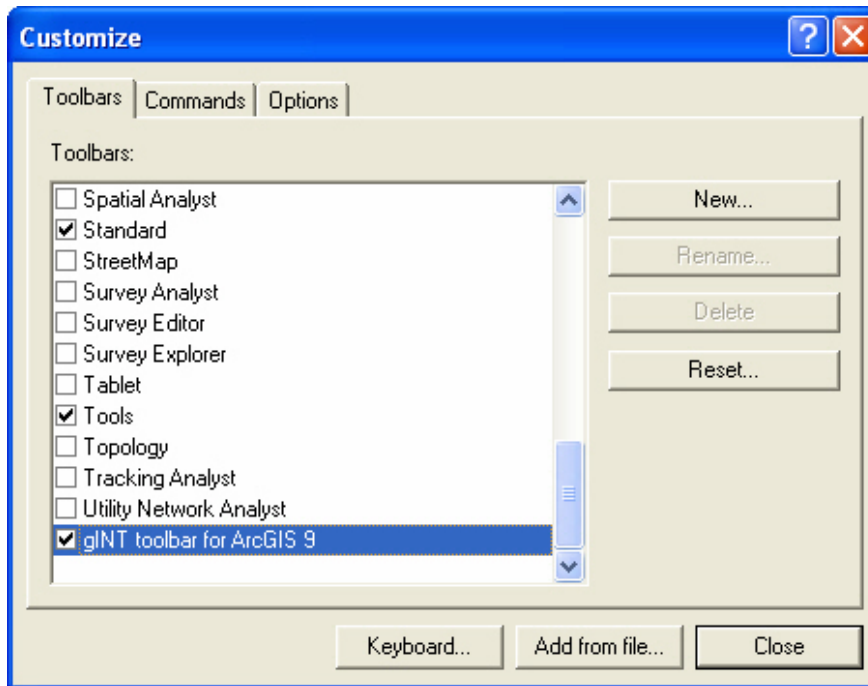 Customize
Toolbars Commands Options
Toolbars:
Spatial Analyst
Standard
StreetMap
Survey Analyst
Survey Editor
Survey Explorer
Tablet
Tools
Topology
Tracking Analyst
Utility Network Analyst
gINT toolbar for ArcGIS 9
New...
Rename...
Delete
Reset...
Keyboard... Add from file... Close